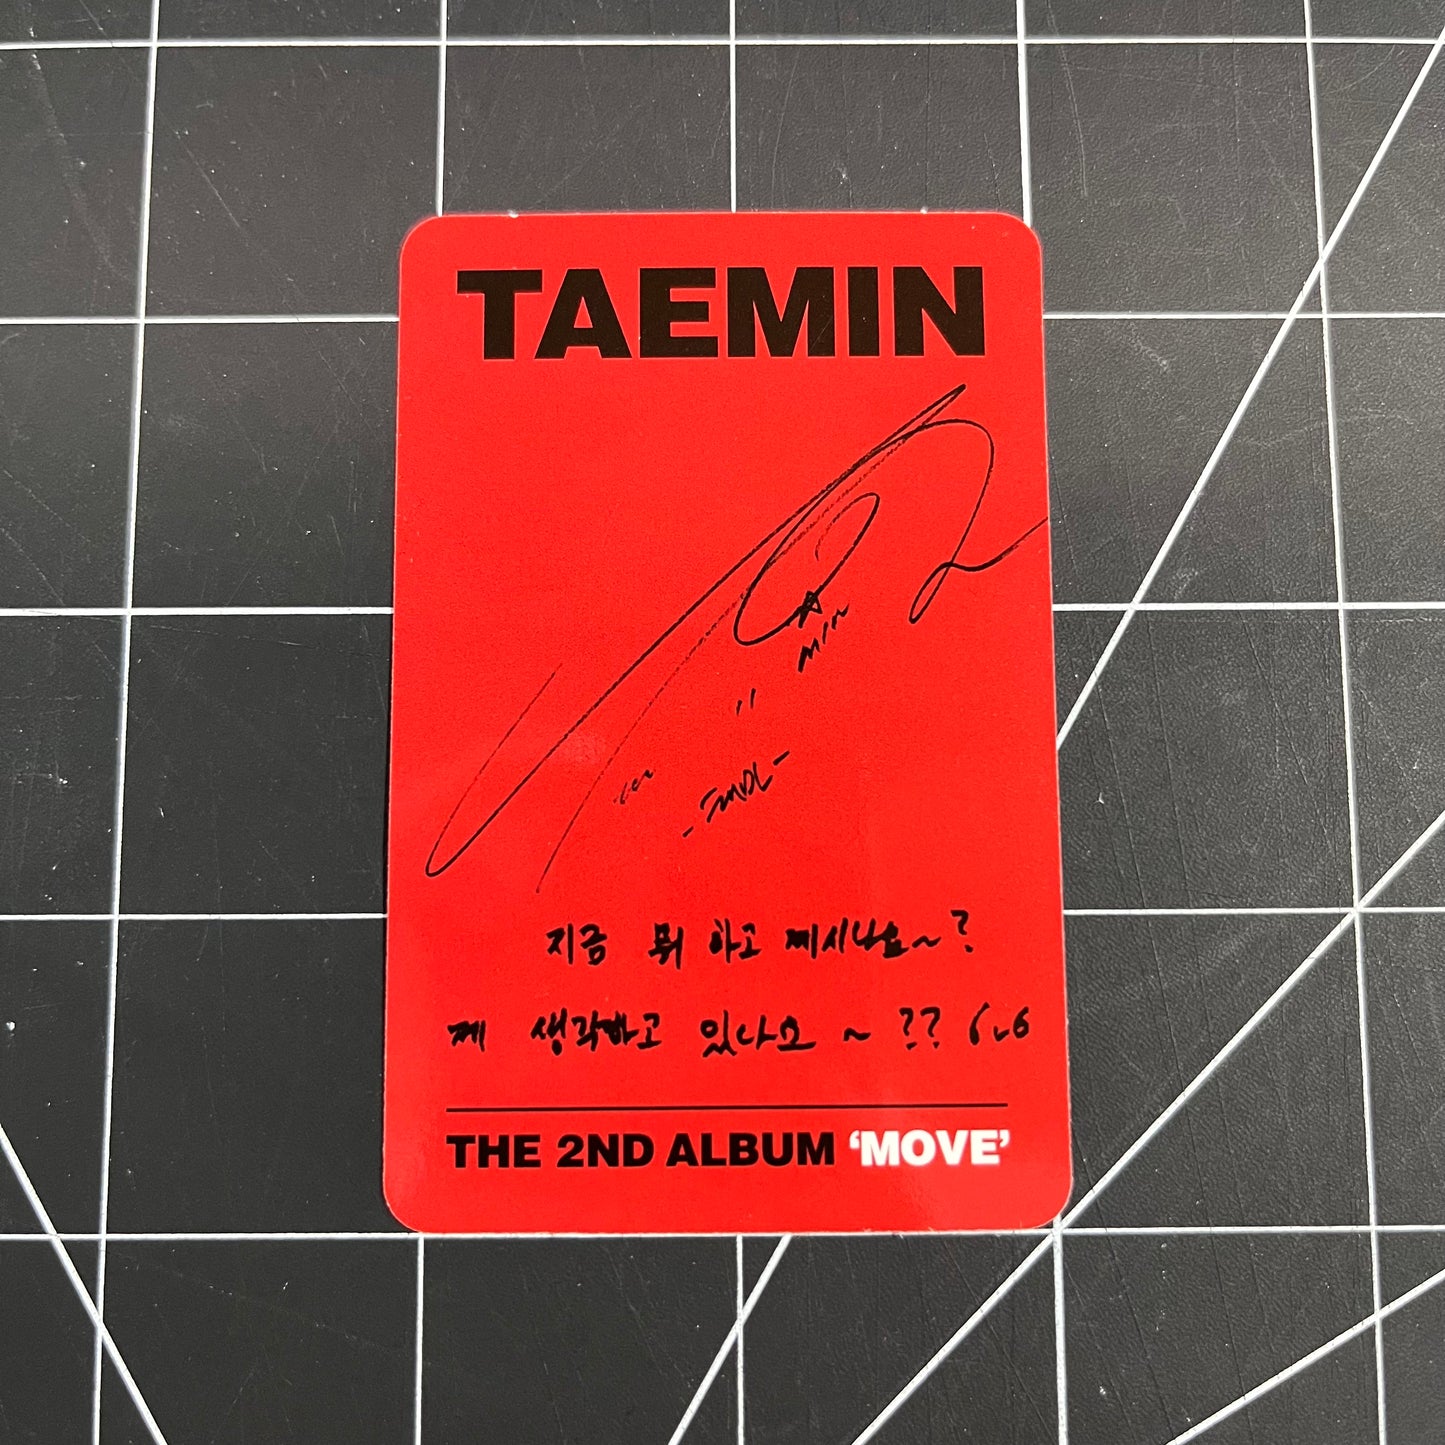 TAEMIN
MIN
지금 뭐 하고 계시나요~?
제 생각하고 있나요 ~ ??
THE 2ND ALBUM ‘MOVE’